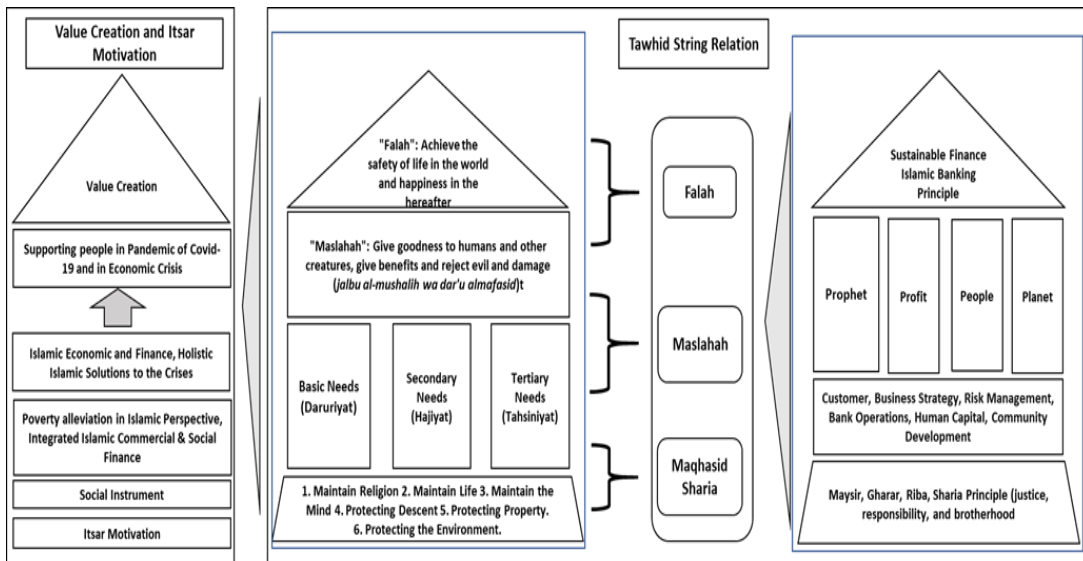 Value Creation and Itsar
Motivation
Value Creation
Supporting people in Pandemic of Covid-
19 and in Economic Crisis
Islamic Economic and Finance, Holistic
Islamic Solutions to the Crises
Poverty alleviation in Islamic Perspective,
Integrated Islamic Commercial & Social
Finance
Social Instrument
Itsar Motivation
Tawhid String Relation
"Falah": Achieve the
safety of life in the world
and happiness in the
hereafter
"Maslahah": Give goodness to humans and other
creatures, give benefits and reject evil and damage
(jalbu al-mushalih wa dar'u almafasid)t
Basic Needs
(Daruriyat)
Secondary
Needs
(Hajiyat)
Tertiary
Needs
(Tahsiniyat)
1. Maintain Religion 2. Maintain Life 3. Maintain the
Mind 4. Protecting Descent 5. Protecting Property.
6. Protecting the Environment.
Falah
Maslahah
Maqhasid
Sharia
Sustainable Finance
Islamic Banking
Principle
Prophet
Profit
People
Planet
Customer, Business Strategy, Risk Management,
Bank Operations, Human Capital, Community
Development
Maysir, Gharar, Riba, Sharia Principle (justice,
responsibility, and brotherhood